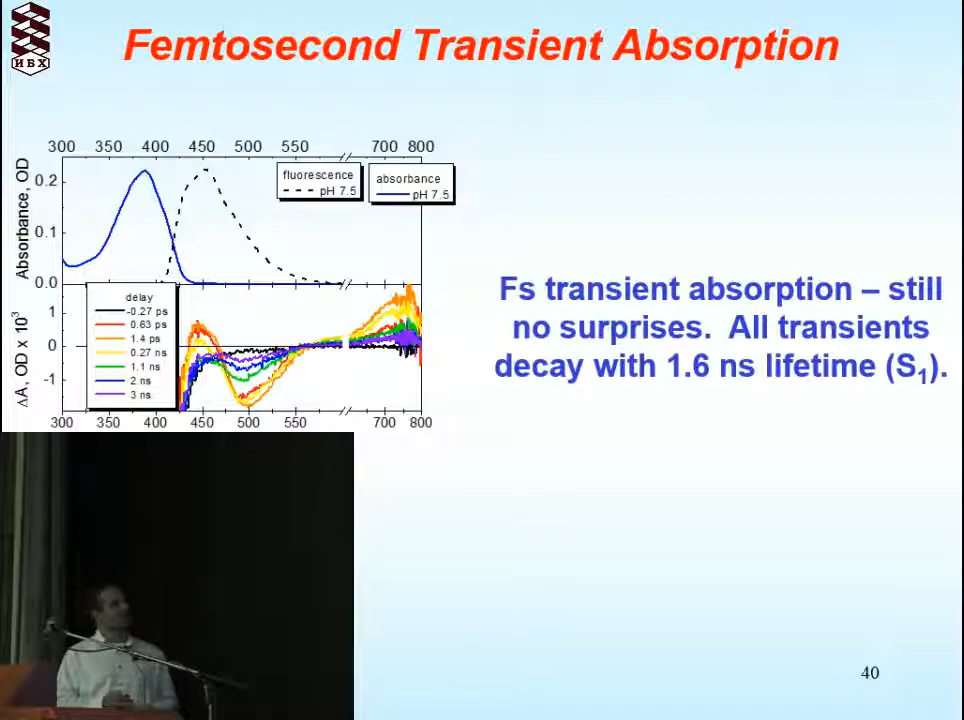 ИБХ
Femtosecond Transient Absorption
300 350 400 450 500 550 700 800
Absorbance, OD
0.2
0.1
0.0
fluorescence
pH 7.5
absorbance
pH 7.5
ΔA, OD x 10³
1
0
-1
delay
-0.27 ps
0.63 ps
1.4 ps
0.27 ns
1.1 ns
2 ns
3 ns
300 350 400 450 500 550 700 800
Fs transient absorption – still
no surprises. All transients
decay with 1.6 ns lifetime (S₁).
40